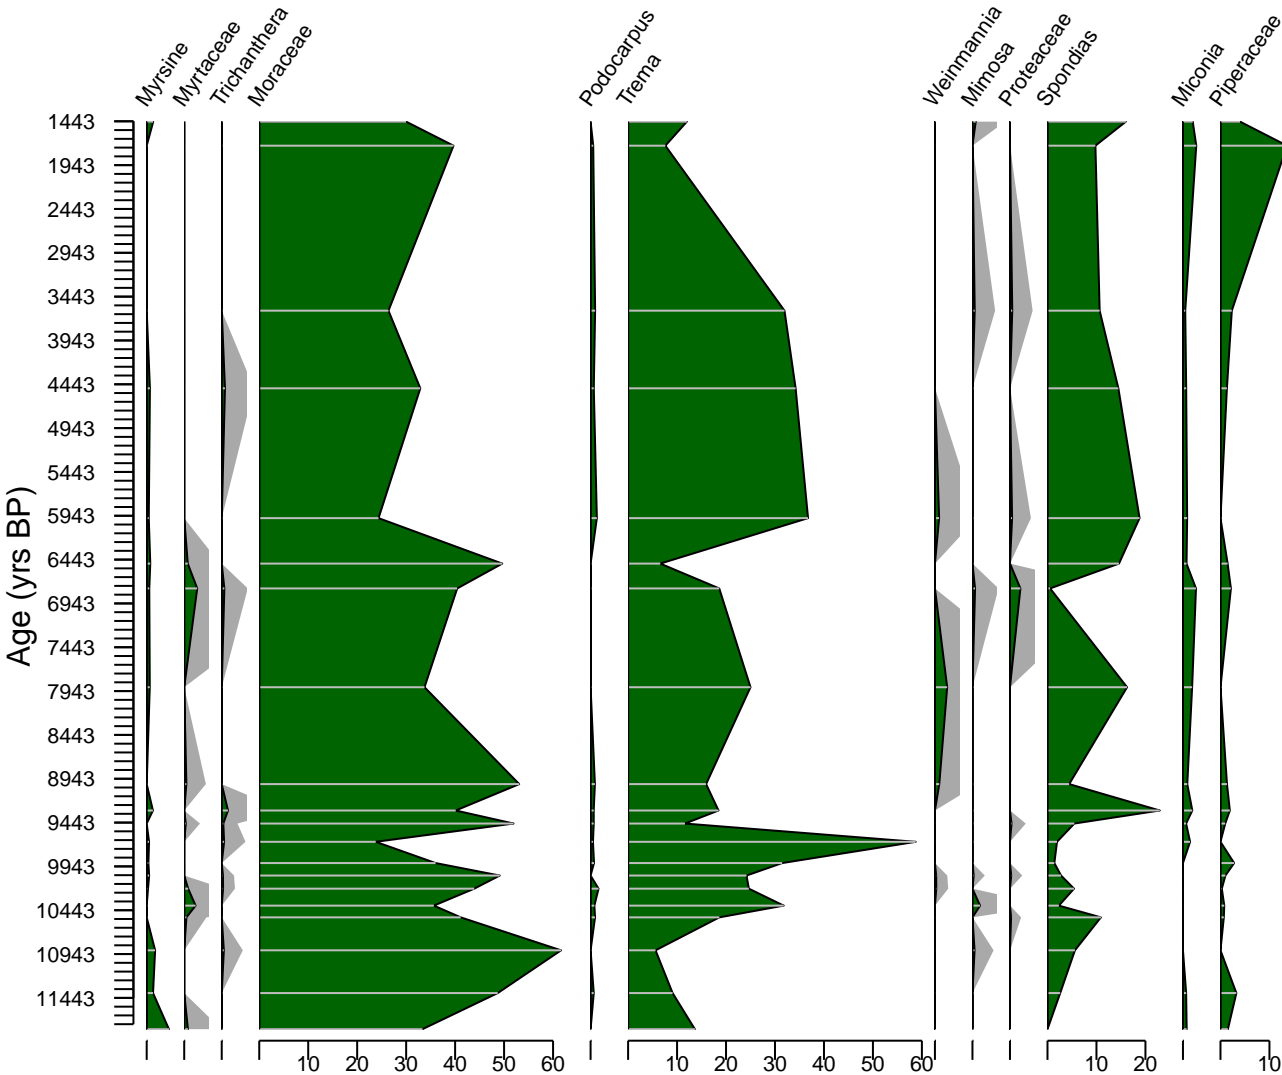 Myrsine
Myrtaceae
Trichanthera
Moraceae
Podocarpus
Trema
Weinmannia
Mimosa
Proteaceae
Spondias
Miconia
Piperaceae
Age (yrs BP)
1443
1943
2443
2943
3443
3943
4443
4943
5443
5943
6443
6943
7443
7943
8443
8943
9443
9943
10443
10943
11443
10 20 30 40 50 60
10 20 30 40 50 60
10 20
10